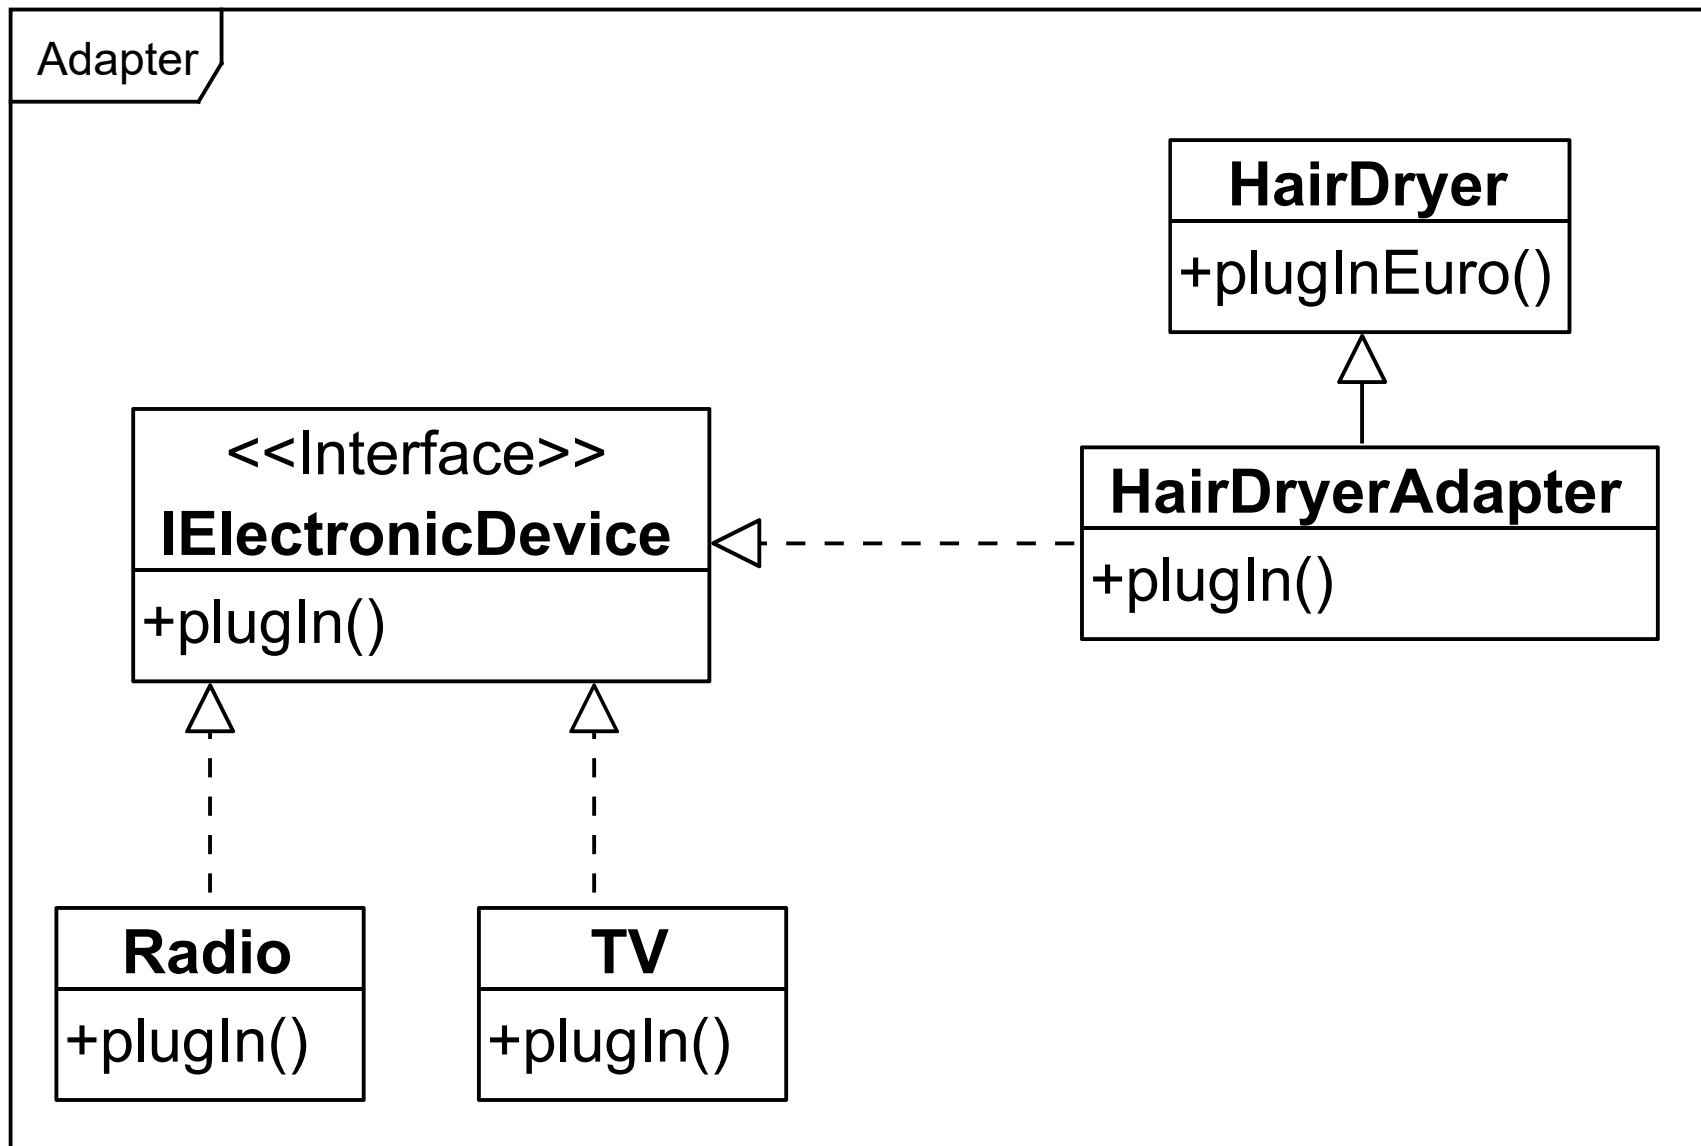 Adapter
HairDryer
+plugInEuro()
<<Interface>>
IElectronicDevice
+plugIn()
HairDryerAdapter
+plugIn()
Radio
+plugIn()
TV
+plugIn()